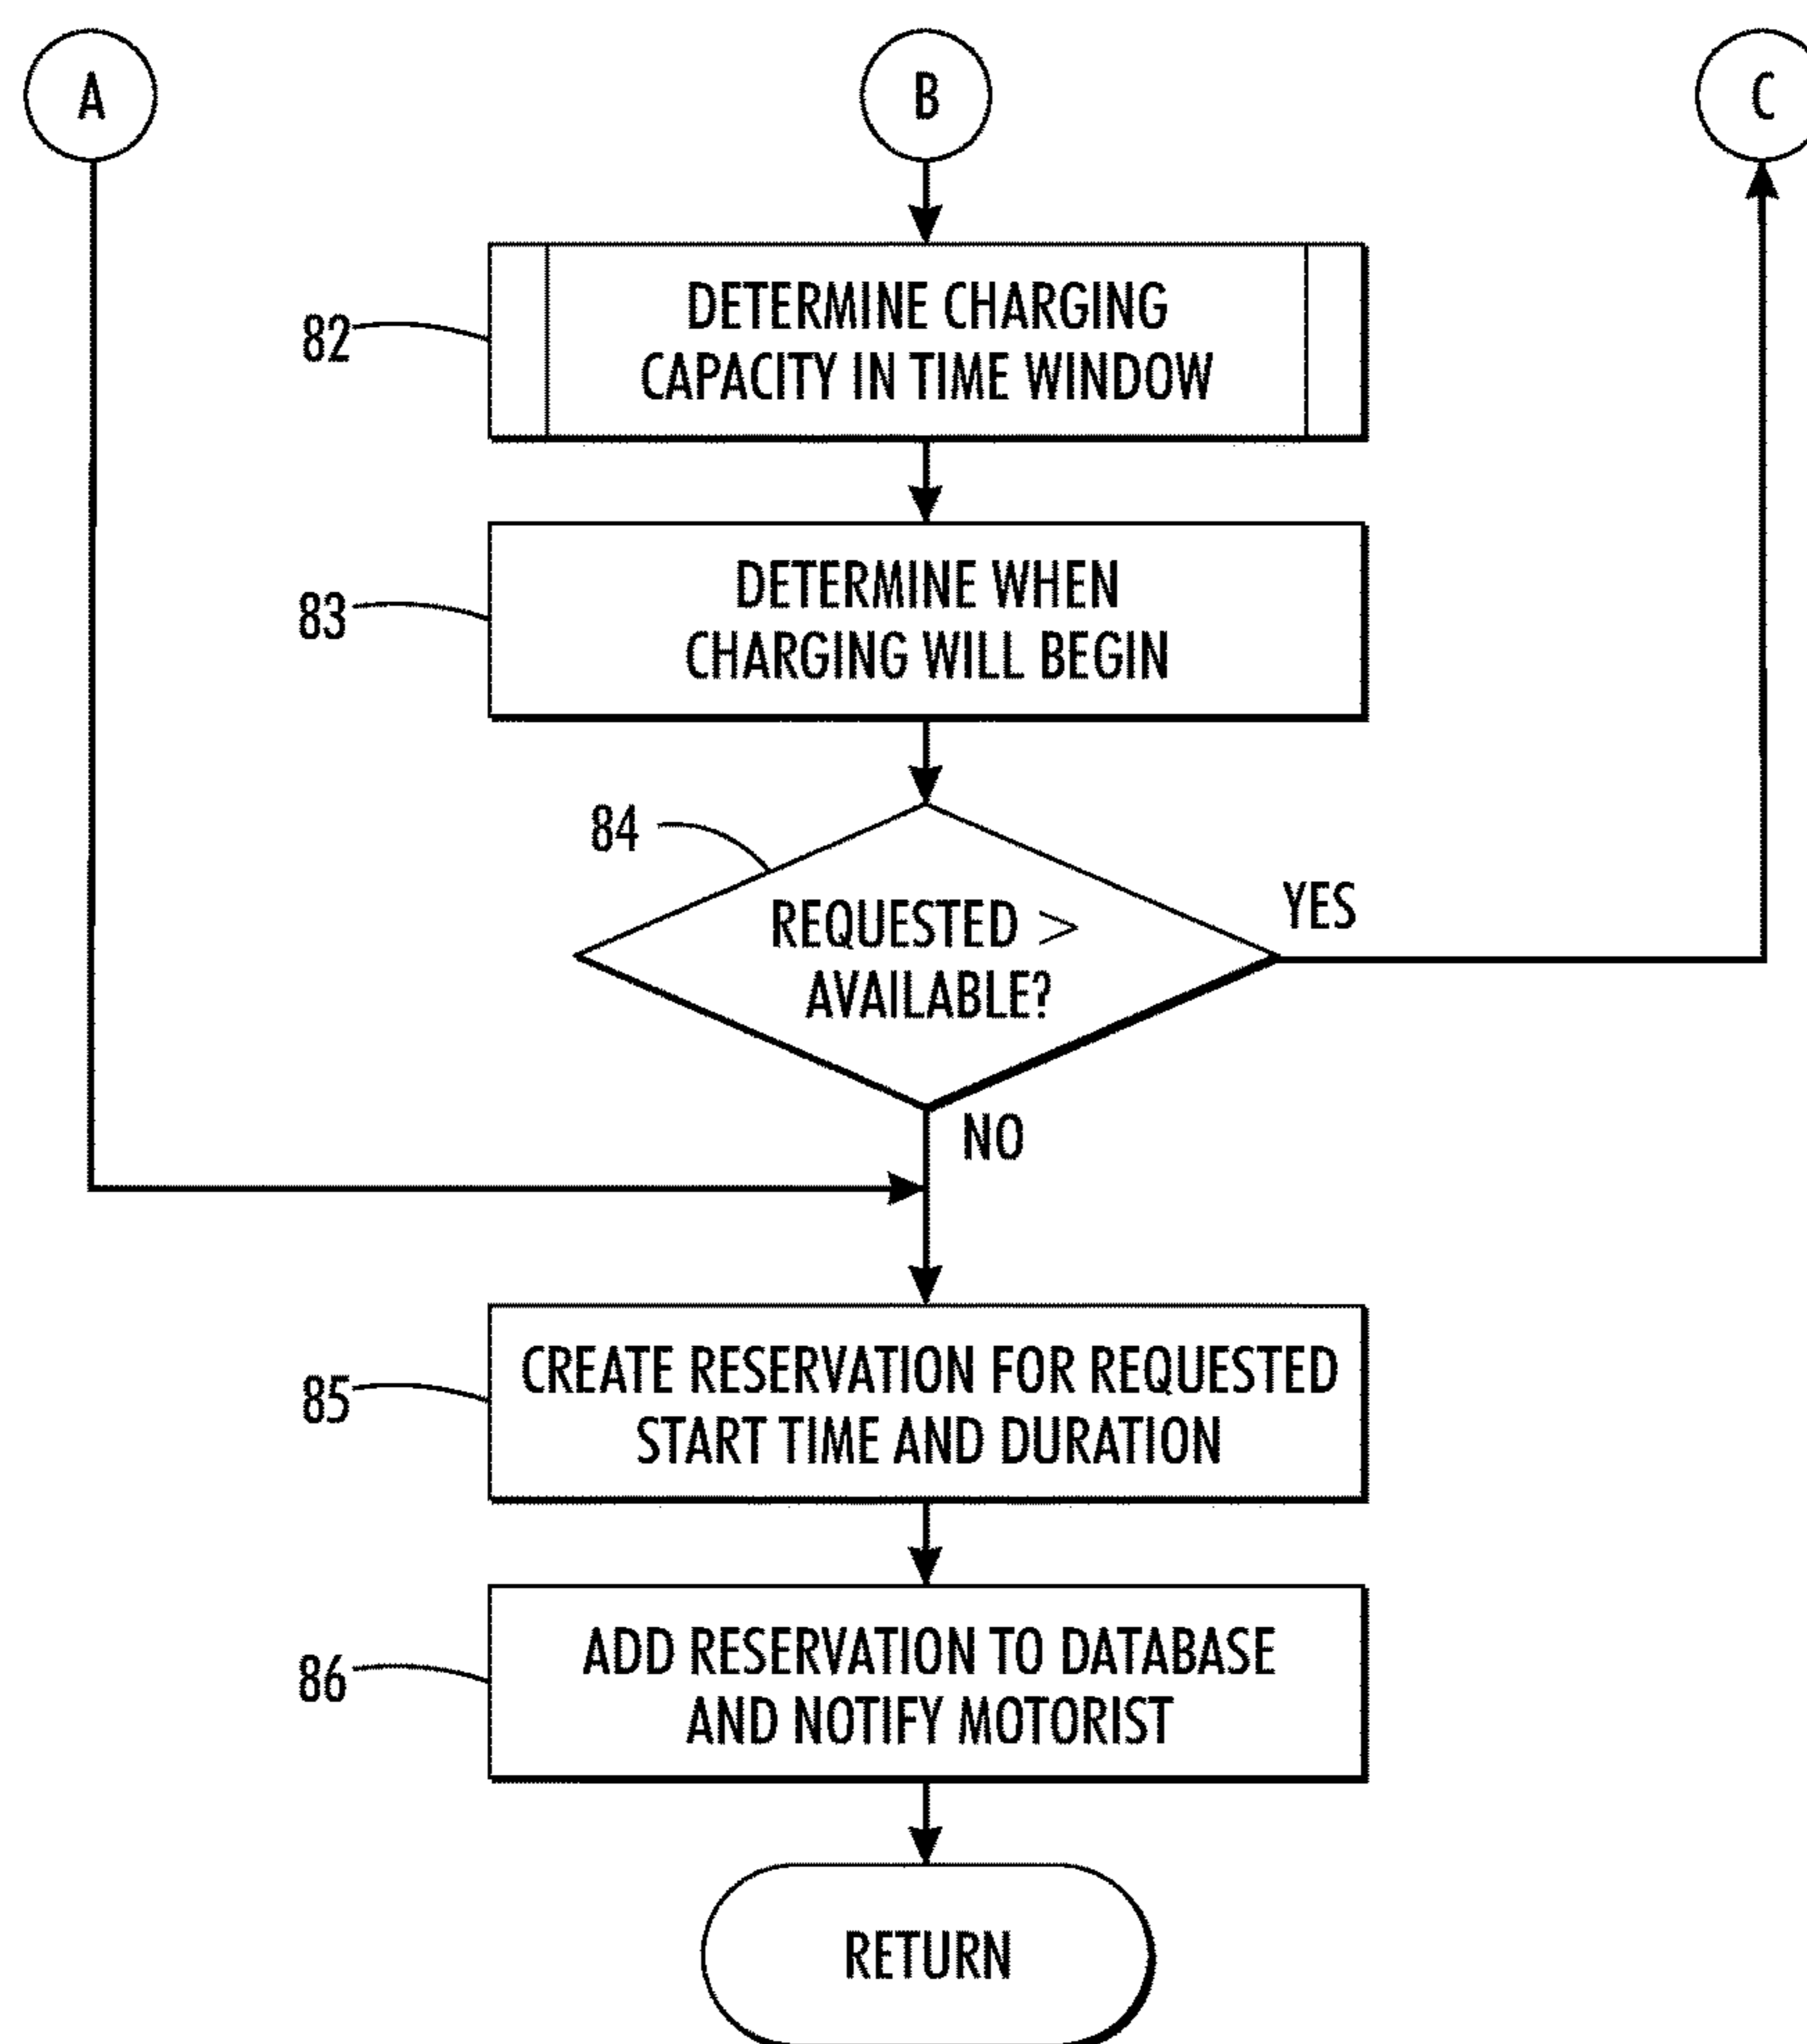 A
B
C
82
DETERMINE CHARGING
CAPACITY IN TIME WINDOW
83
DETERMINE WHEN
CHARGING WILL BEGIN
84
REQUESTED >
AVAILABLE?
YES
NO
85
CREATE RESERVATION FOR REQUESTED
START TIME AND DURATION
86
ADD RESERVATION TO DATABASE
AND NOTIFY MOTORIST
RETURN